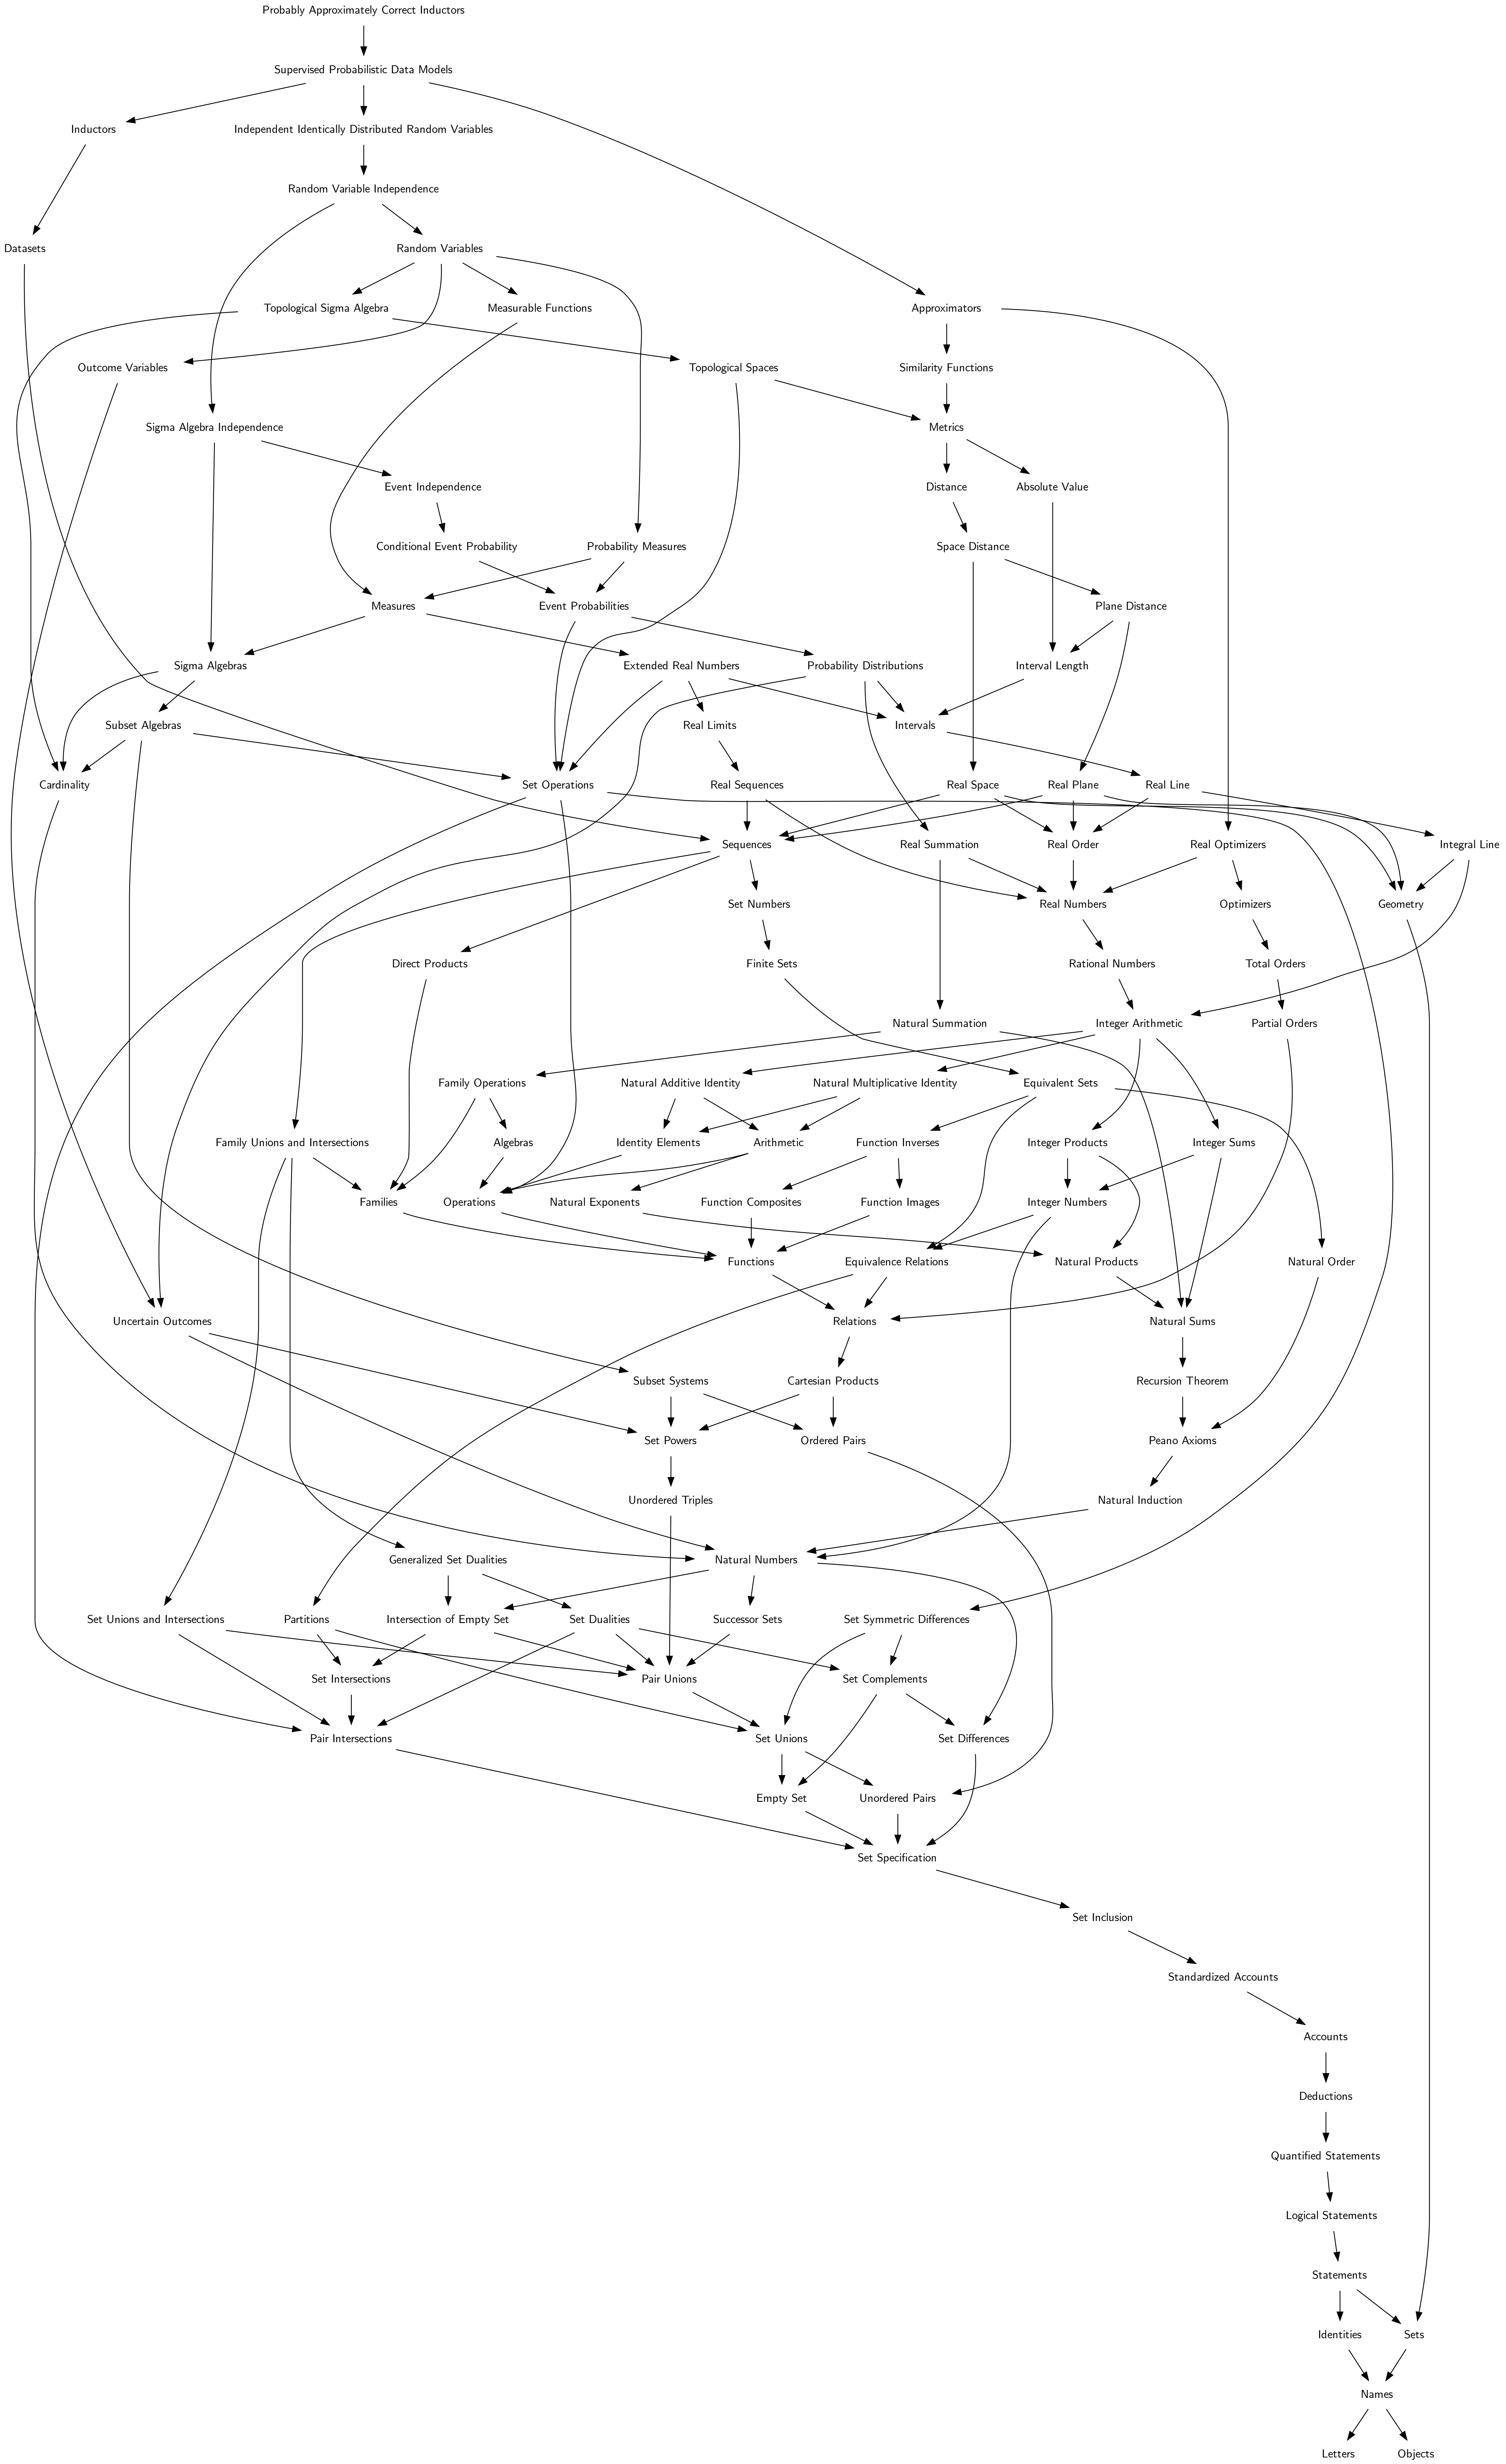 Probably Approximately Correct Inductors
Supervised Probabilistic Data Models
Inductors
Independent Identically Distributed Random Variables
Random Variable Independence
Datasets
Random Variables
Topological Sigma Algebra
Measurable Functions
Approximators
Outcome Variables
Topological Spaces
Similarity Functions
Sigma Algebra Independence
Metrics
Event Independence
Distance
Absolute Value
Conditional Event Probability
Probability Measures
Space Distance
Measures
Event Probabilities
Plane Distance
Sigma Algebras
Extended Real Numbers
Probability Distributions
Interval Length
Subset Algebras
Real Limits
Intervals
Cardinality
Set Operations
Real Sequences
Real Space
Real Plane
Real Line
Sequences
Real Summation
Real Order
Real Optimizers
Integral Line
Set Numbers
Real Numbers
Optimizers
Geometry
Direct Products
Finite Sets
Rational Numbers
Total Orders
Natural Summation
Integer Arithmetic
Partial Orders
Family Operations
Natural Additive Identity
Natural Multiplicative Identity
Equivalent Sets
Family Unions and Intersections
Algebras
Identity Elements
Arithmetic
Function Inverses
Integer Products
Integer Sums
Families
Operations
Natural Exponents
Function Composites
Function Images
Integer Numbers
Functions
Equivalence Relations
Natural Products
Natural Order
Uncertain Outcomes
Relations
Natural Sums
Subset Systems
Cartesian Products
Recursion Theorem
Set Powers
Ordered Pairs
Peano Axioms
Unordered Triples
Natural Induction
Generalized Set Dualities
Natural Numbers
Set Unions and Intersections
Partitions
Intersection of Empty Set
Set Dualities
Successor Sets
Set Symmetric Differences
Set Intersections
Pair Unions
Set Complements
Pair Intersections
Set Unions
Set Differences
Empty Set
Unordered Pairs
Set Specification
Set Inclusion
Standardized Accounts
Accounts
Deductions
Quantified Statements
Logical Statements
Statements
Identities
Sets
Names
Letters
Objects